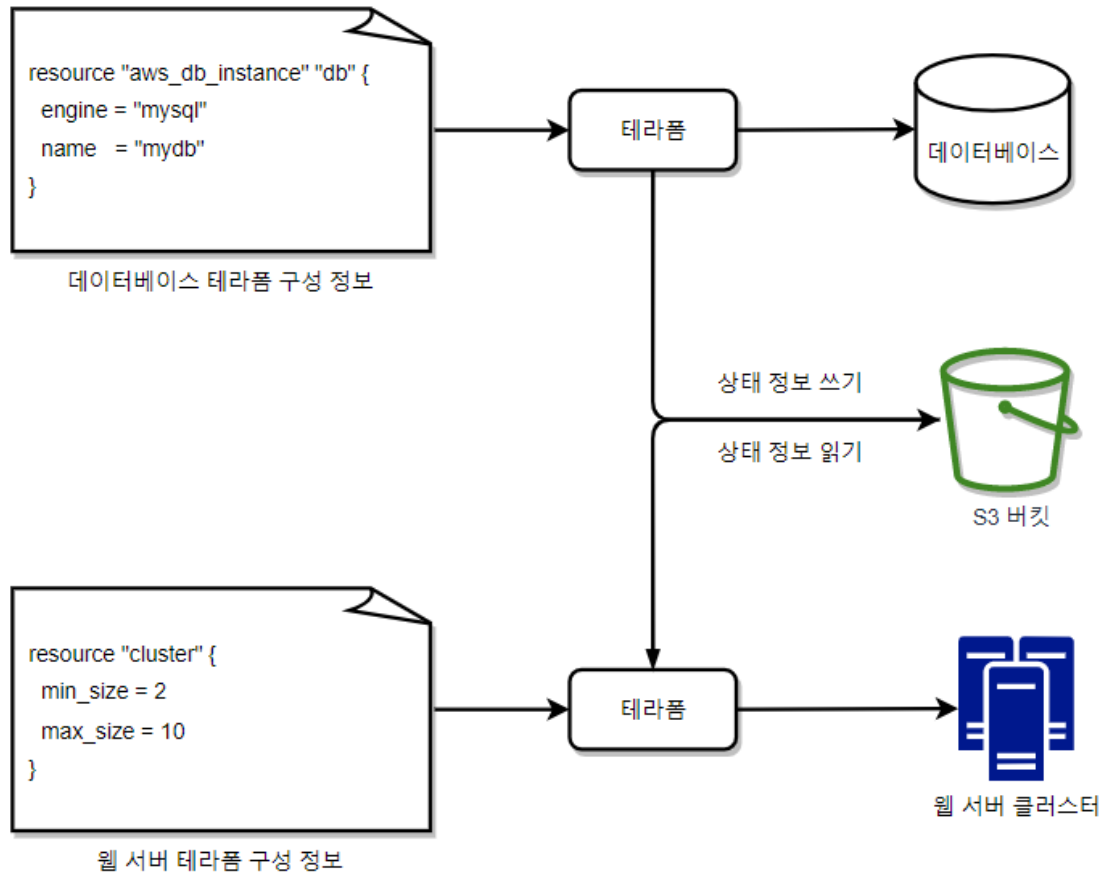 resource "aws_db_instance" "db" {
engine = "mysql"
name = "mydb"
}
데이터베이스 테라폼 구성 정보
테라폼
데이터베이스
상태 정보 쓰기
상태 정보 읽기
S3 버킷
resource "cluster" {
min_size = 2
max_size = 10
}
웹 서버 테라폼 구성 정보
테라폼
웹 서버 클러스터